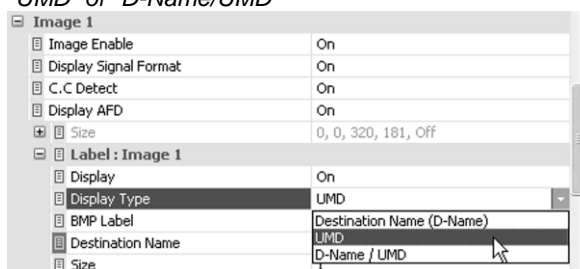 "UMD" or "D-Name/UMD"
Image 1
Image Enable On
Display Signal Format On
C.C Detect On
Display AFD On
Size 0, 0, 320, 181, Off
Label : Image 1
Display On
Display Type UMD
BMP Label Destination Name (D-Name)
Destination Name UMD
Size D-Name / UMD